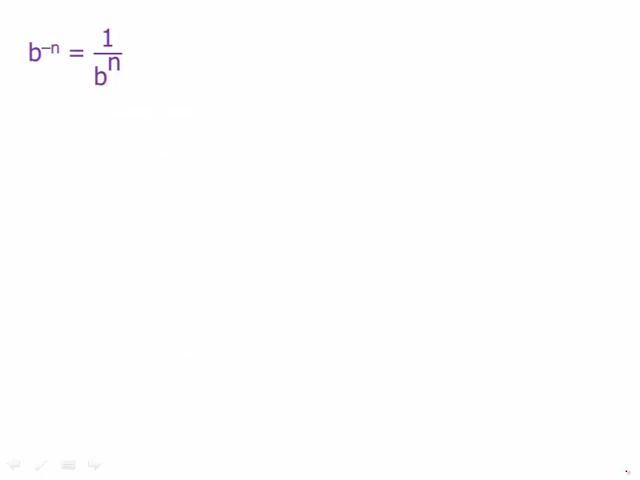 b⁻ⁿ = 1/bⁿ